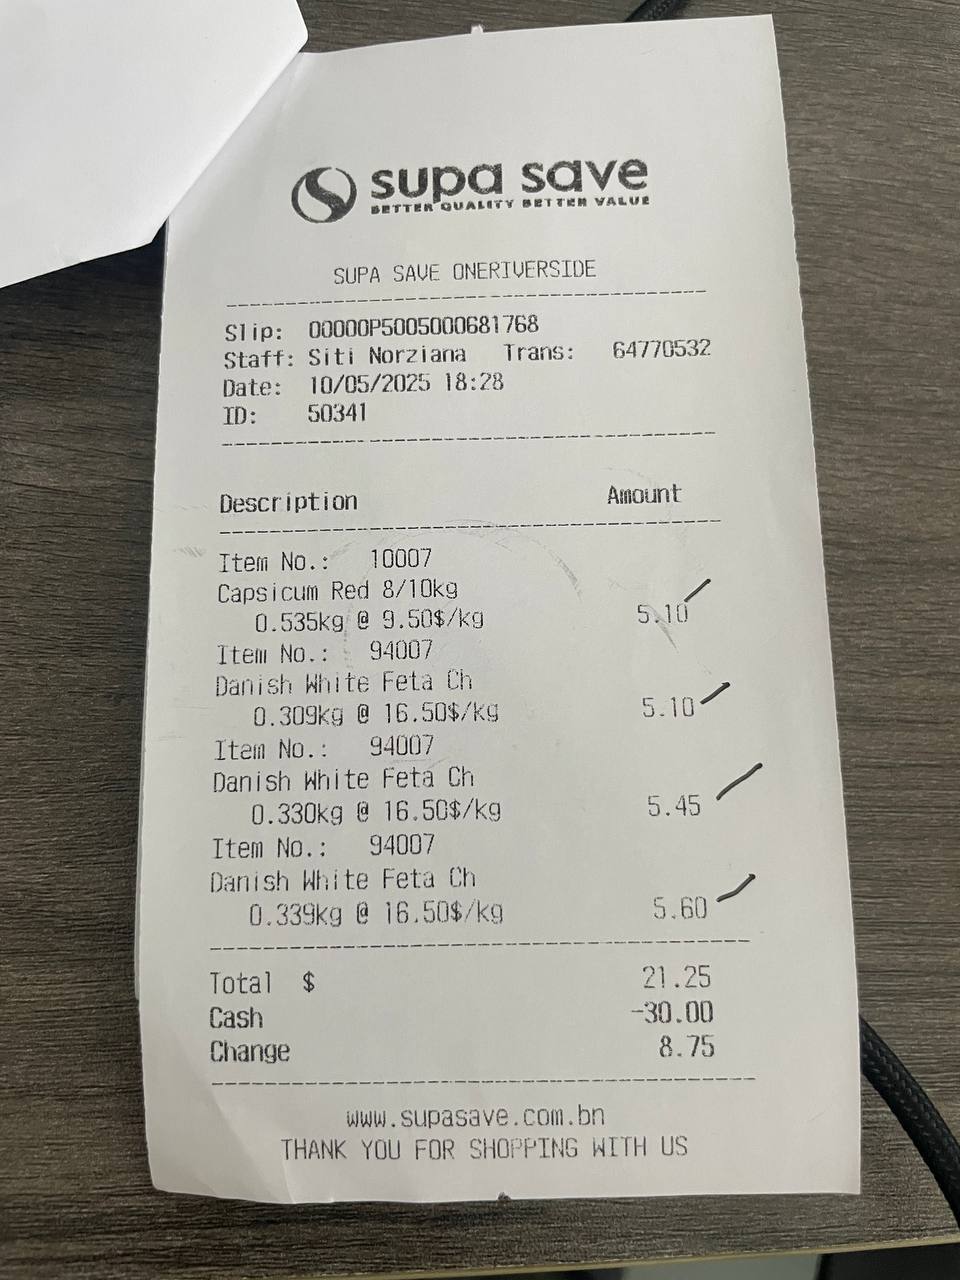 supa save
BETTER QUALITY BETTER VALUE
SUPA SAVE ONERIVERSIDE
Slip: 00000P5005000681768
Staff: Siti Norziana Trans: 64770532
Date: 10/05/2025 18:28
ID: 50341
Description Amount
Item No.: 10007
Capsicum Red 8/10kg
0.535kg @ 9.50$/kg 5.10
Item No.: 94007
Danish White Feta Ch
0.309kg @ 16.50$/kg 5.10
Item No.: 94007
Danish White Feta Ch
0.330kg @ 16.50$/kg 5.45
Item No.: 94007
Danish White Feta Ch
0.339kg @ 16.50$/kg 5.60
Total $ 21.25
Cash -30.00
Change 8.75
www.supasave.com.bn
THANK YOU FOR SHOPPING WITH US